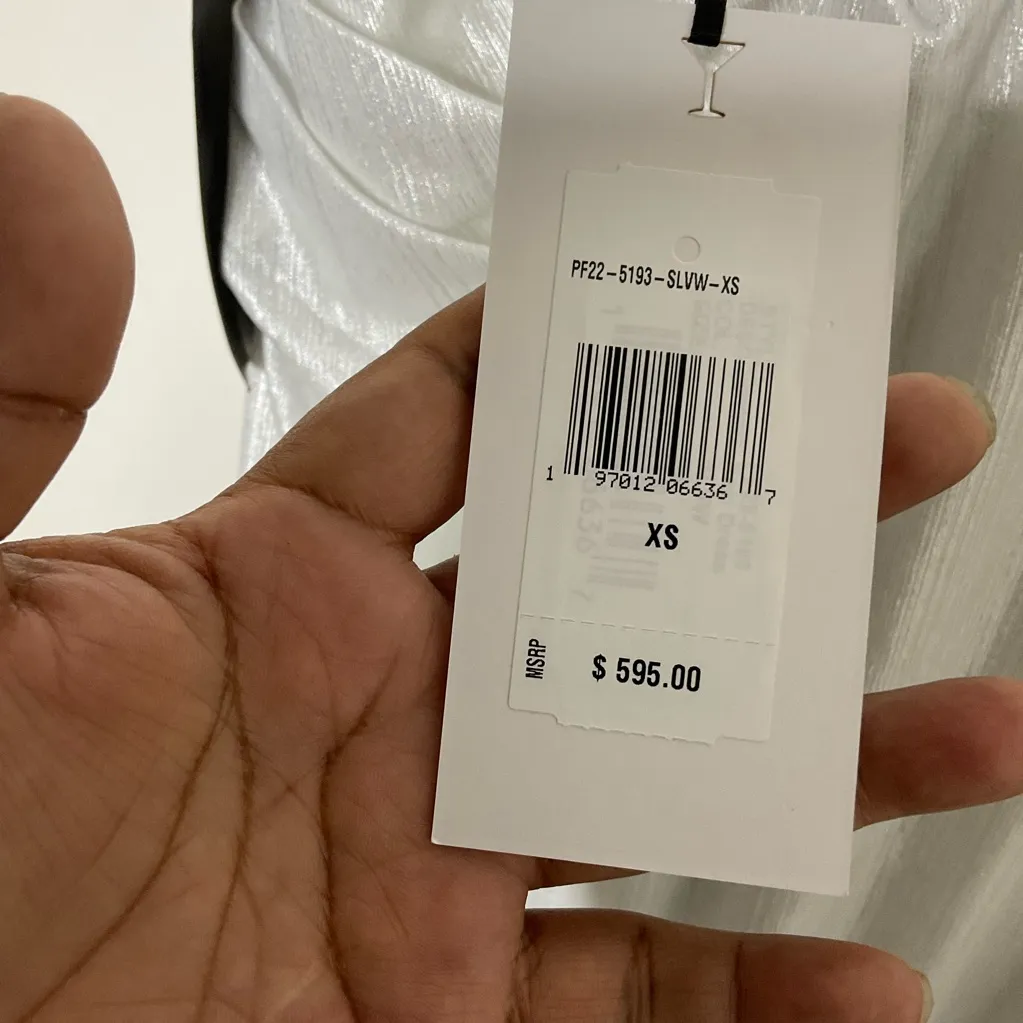 PF22-5193-SLVW-XS
1 97012 06636 7
XS
MSRP $ 595.00